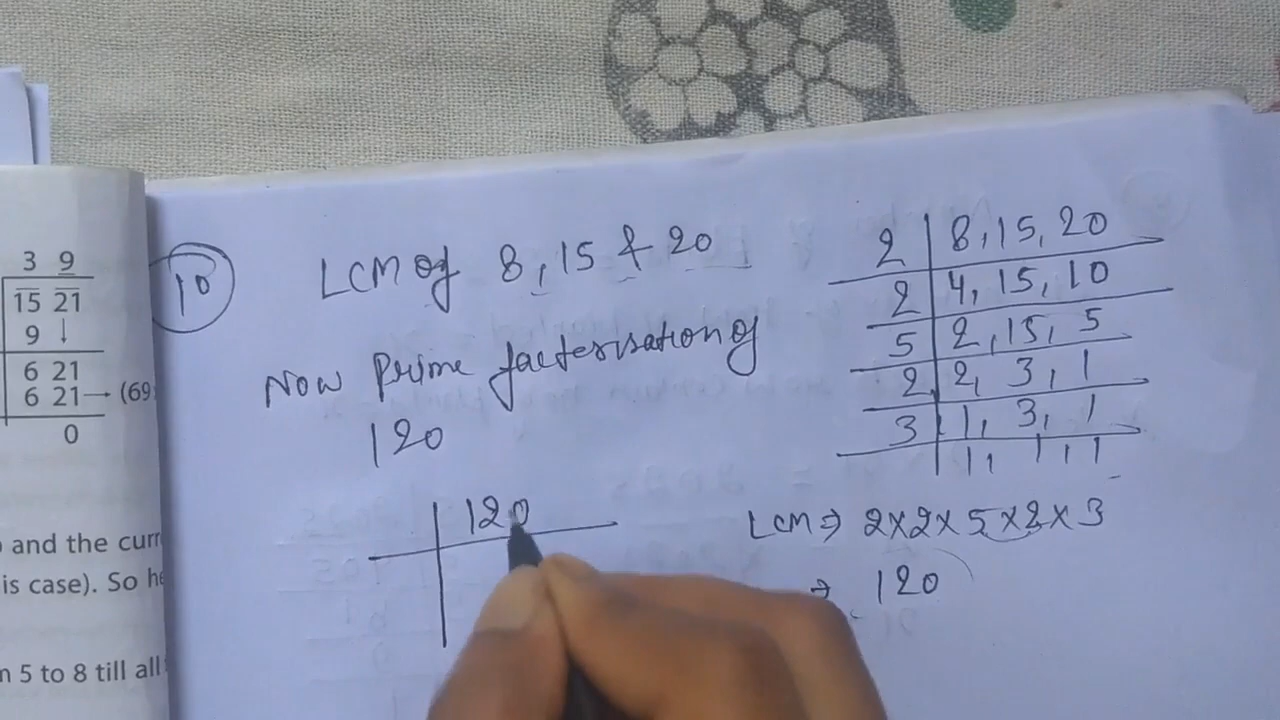 3 9
15 21
9 ↓
6 21
6 21 → (69
0
and the curr
is case). So he
n 5 to 8 till all
10
LCM of 8, 15 & 20
Now Prime factorisation of
120
120
2 | 8, 15, 20
2 | 4, 15, 10
5 | 2, 15, 5
2 | 2, 3, 1
3 | 1, 3, 1
1, 1, 1
LCM ⇒ 2×2×5×2×3
⇒ 120